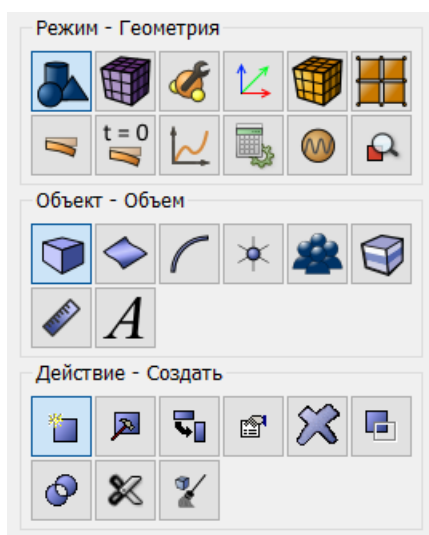 Режим - Геометрия
t = 0
Объект - Объем
A
Действие - Создать